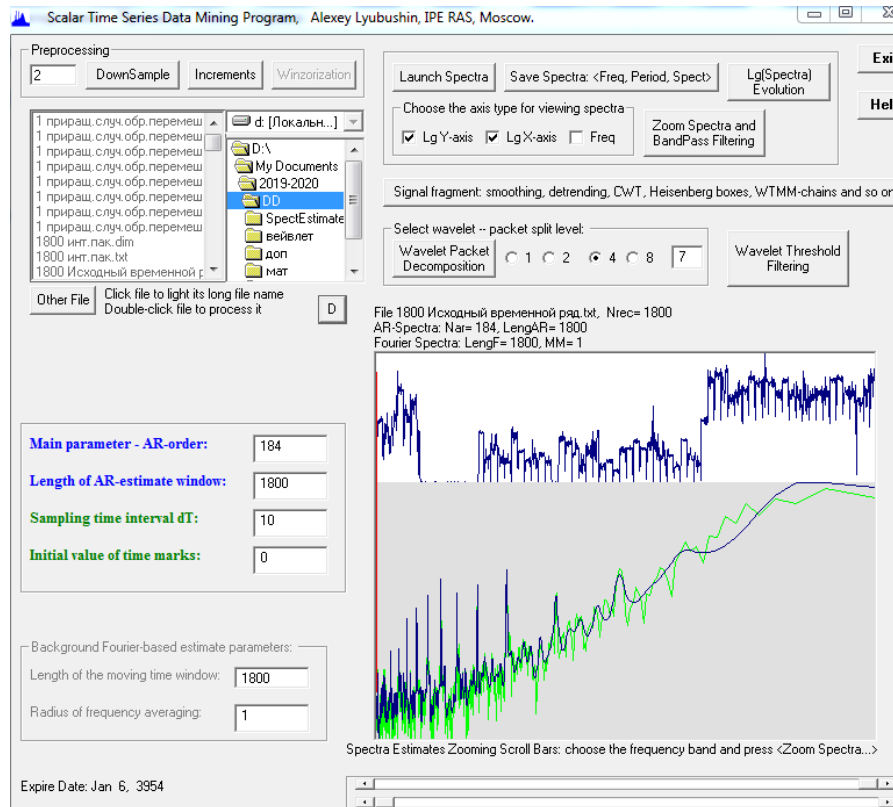 Scalar Time Series Data Mining Program, Alexey Lyubushin, IPE RAS, Moscow.
Preprocessing
2
DownSample
Increments
Winzorization
1 приращ.случ.обр.перемеш
1 приращ.случ.обр.перемеш
1 приращ.случ.обр.перемеш
1 приращ.случ.обр.перемеш
1 приращ.случ.обр.перемеш
1 приращ.случ.обр.перемеш
1800 инт.пак.dim
1800 инт.пак.txt
1800 Исходный временной р
d: [Локальн...]
D:\
My Documents
2019-2020
DD
SpectEstimate
вейвлет
доп
мат
Other File
Click file to light its long file name
Double-click file to process it
D
Launch Spectra
Save Spectra: <Freq, Period, Spect>
Lg(Spectra)
Evolution
Exi
Hel
Choose the axis type for viewing spectra
Lg Y-axis
Lg X-axis
Freq
Zoom Spectra and
BandPass Filtering
Signal fragment: smoothing, detrending, CWT, Heisenberg boxes, WTMM-chains and so on
Select wavelet -- packet split level:
Wavelet Packet
Decomposition
1
2
4
8
7
Wavelet Threshold
Filtering
File 1800 Исходный временной ряд.txt, Nrec= 1800
AR-Spectra: Nar= 184, LengAR= 1800
Fourier Spectra: LengF= 1800, MM= 1
Main parameter - AR-order:
184
Length of AR-estimate window:
1800
Sampling time interval dT:
10
Initial value of time marks:
0
Background Fourier-based estimate parameters:
Length of the moving time window:
1800
Radius of frequency averaging:
1
Spectra Estimates Zooming Scroll Bars: choose the frequency band and press <Zoom Spectra...>
Expire Date: Jan 6, 3954